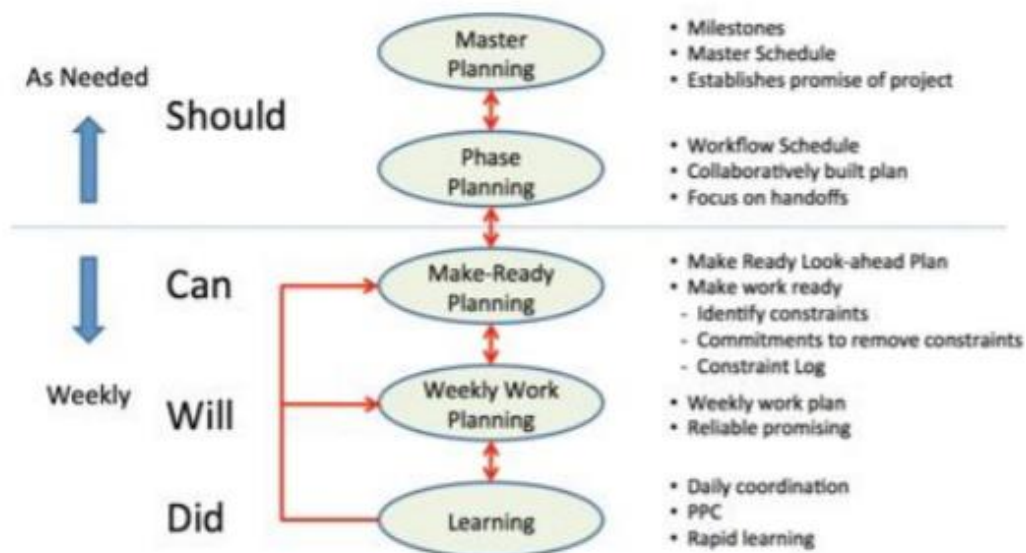 Master
Planning
• Milestones
• Master Schedule
• Establishes promise of project
As Needed
Should
Phase
Planning
• Workflow Schedule
• Collaboratively built plan
• Focus on handoffs
Can
Make-Ready
Planning
• Make Ready Look-ahead Plan
• Make work ready
- Identify constraints
- Commitments to remove constraints
- Constraint Log
Weekly
Will
Weekly Work
Planning
• Weekly work plan
• Reliable promising
Did
Learning
• Daily coordination
• PPC
• Rapid learning